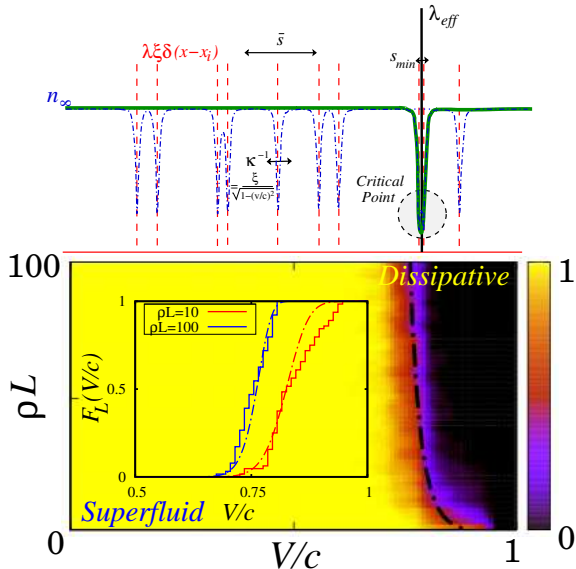 λξδ(x−x_i)
s̄
λ_eff
s_min
n_∞
κ⁻¹
ξ
=√1−(v/c)²
Critical
Point
100
Dissipative
1
1
ρL=10
ρL=100
ρL
F_L(V/c)
0.5
0
0.5
0.75
1
V/c
Superfluid
0
V/c
1
0